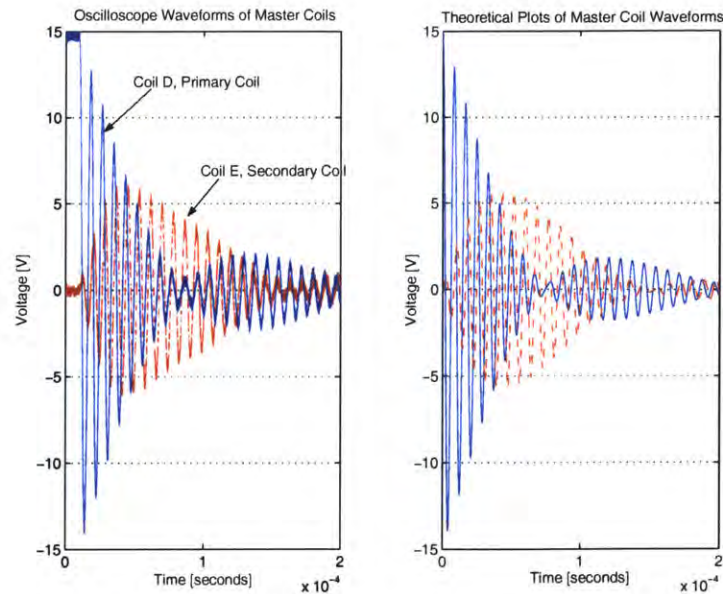 Oscilloscope Waveforms of Master Coils
15
10
5
0
−5
−10
−15
Voltage [V]
Coil D, Primary Coil
Coil E, Secondary Coil
0
1
2
Time [seconds]
x 10⁻⁴
Theoretical Plots of Master Coil Waveforms
15
10
5
0
−5
−10
−15
Voltage [V]
0
1
2
Time [seconds]
x 10⁻⁴